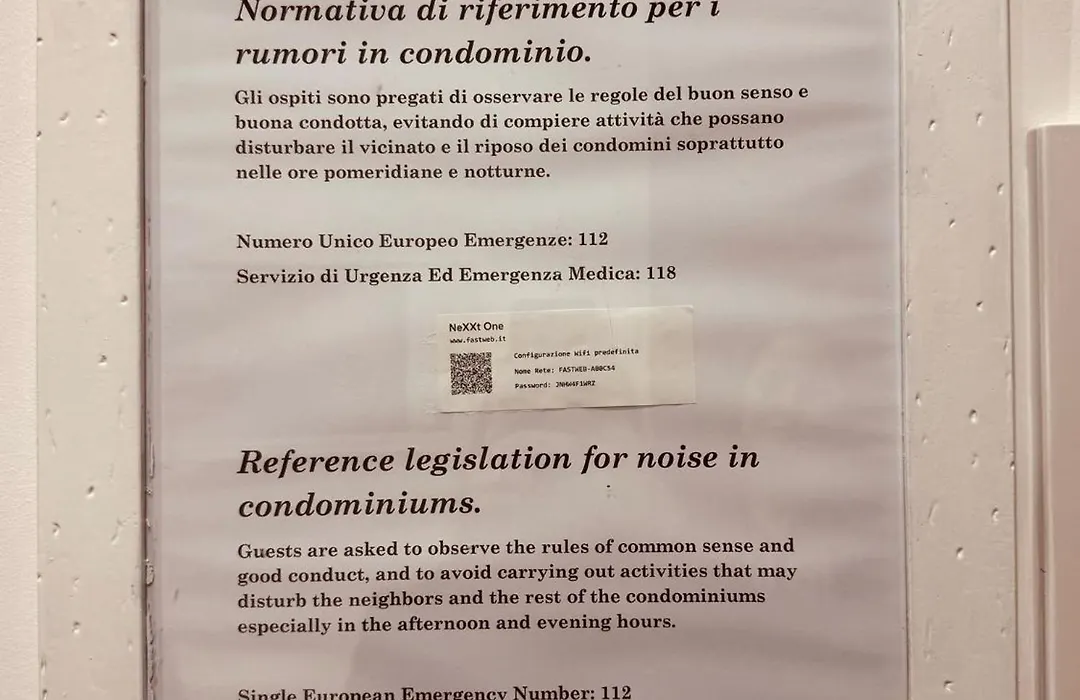 Normativa di riferimento per i
rumori in condominio.
Gli ospiti sono pregati di osservare le regole del buon senso e
buona condotta, evitando di compiere attività che possano
disturbare il vicinato e il riposo dei condomini soprattutto
nelle ore pomeridiane e notturne.
Numero Unico Europeo Emergenze: 112
Servizio di Urgenza Ed Emergenza Medica: 118
NeXXt One
www.fastweb.it
Configurazione Wifi predefinita
Nome Rete:
Password:
Reference legislation for noise in
condominiums.
Guests are asked to observe the rules of common sense and
good conduct, and to avoid carrying out activities that may
disturb the neighbors and the rest of the condominiums
especially in the afternoon and evening hours.
Single European Emergency Number: 112